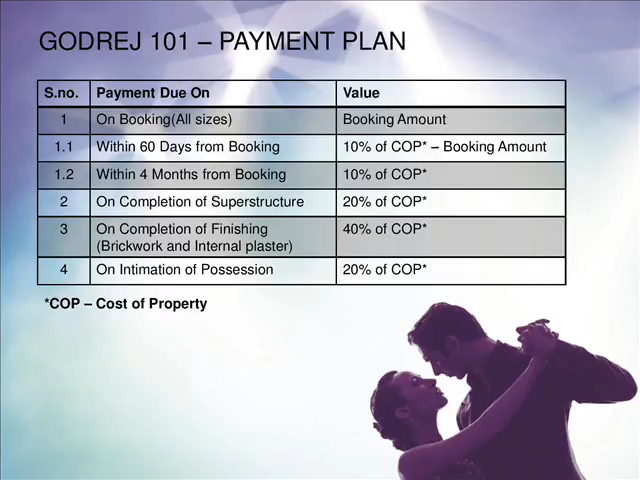 GODREJ 101 – PAYMENT PLAN
S.no. Payment Due On Value
1 On Booking(All sizes) Booking Amount
1.1 Within 60 Days from Booking 10% of COP* – Booking Amount
1.2 Within 4 Months from Booking 10% of COP*
2 On Completion of Superstructure 20% of COP*
3 On Completion of Finishing 40% of COP*
(Brickwork and Internal plaster)
4 On Intimation of Possession 20% of COP*
*COP – Cost of Property